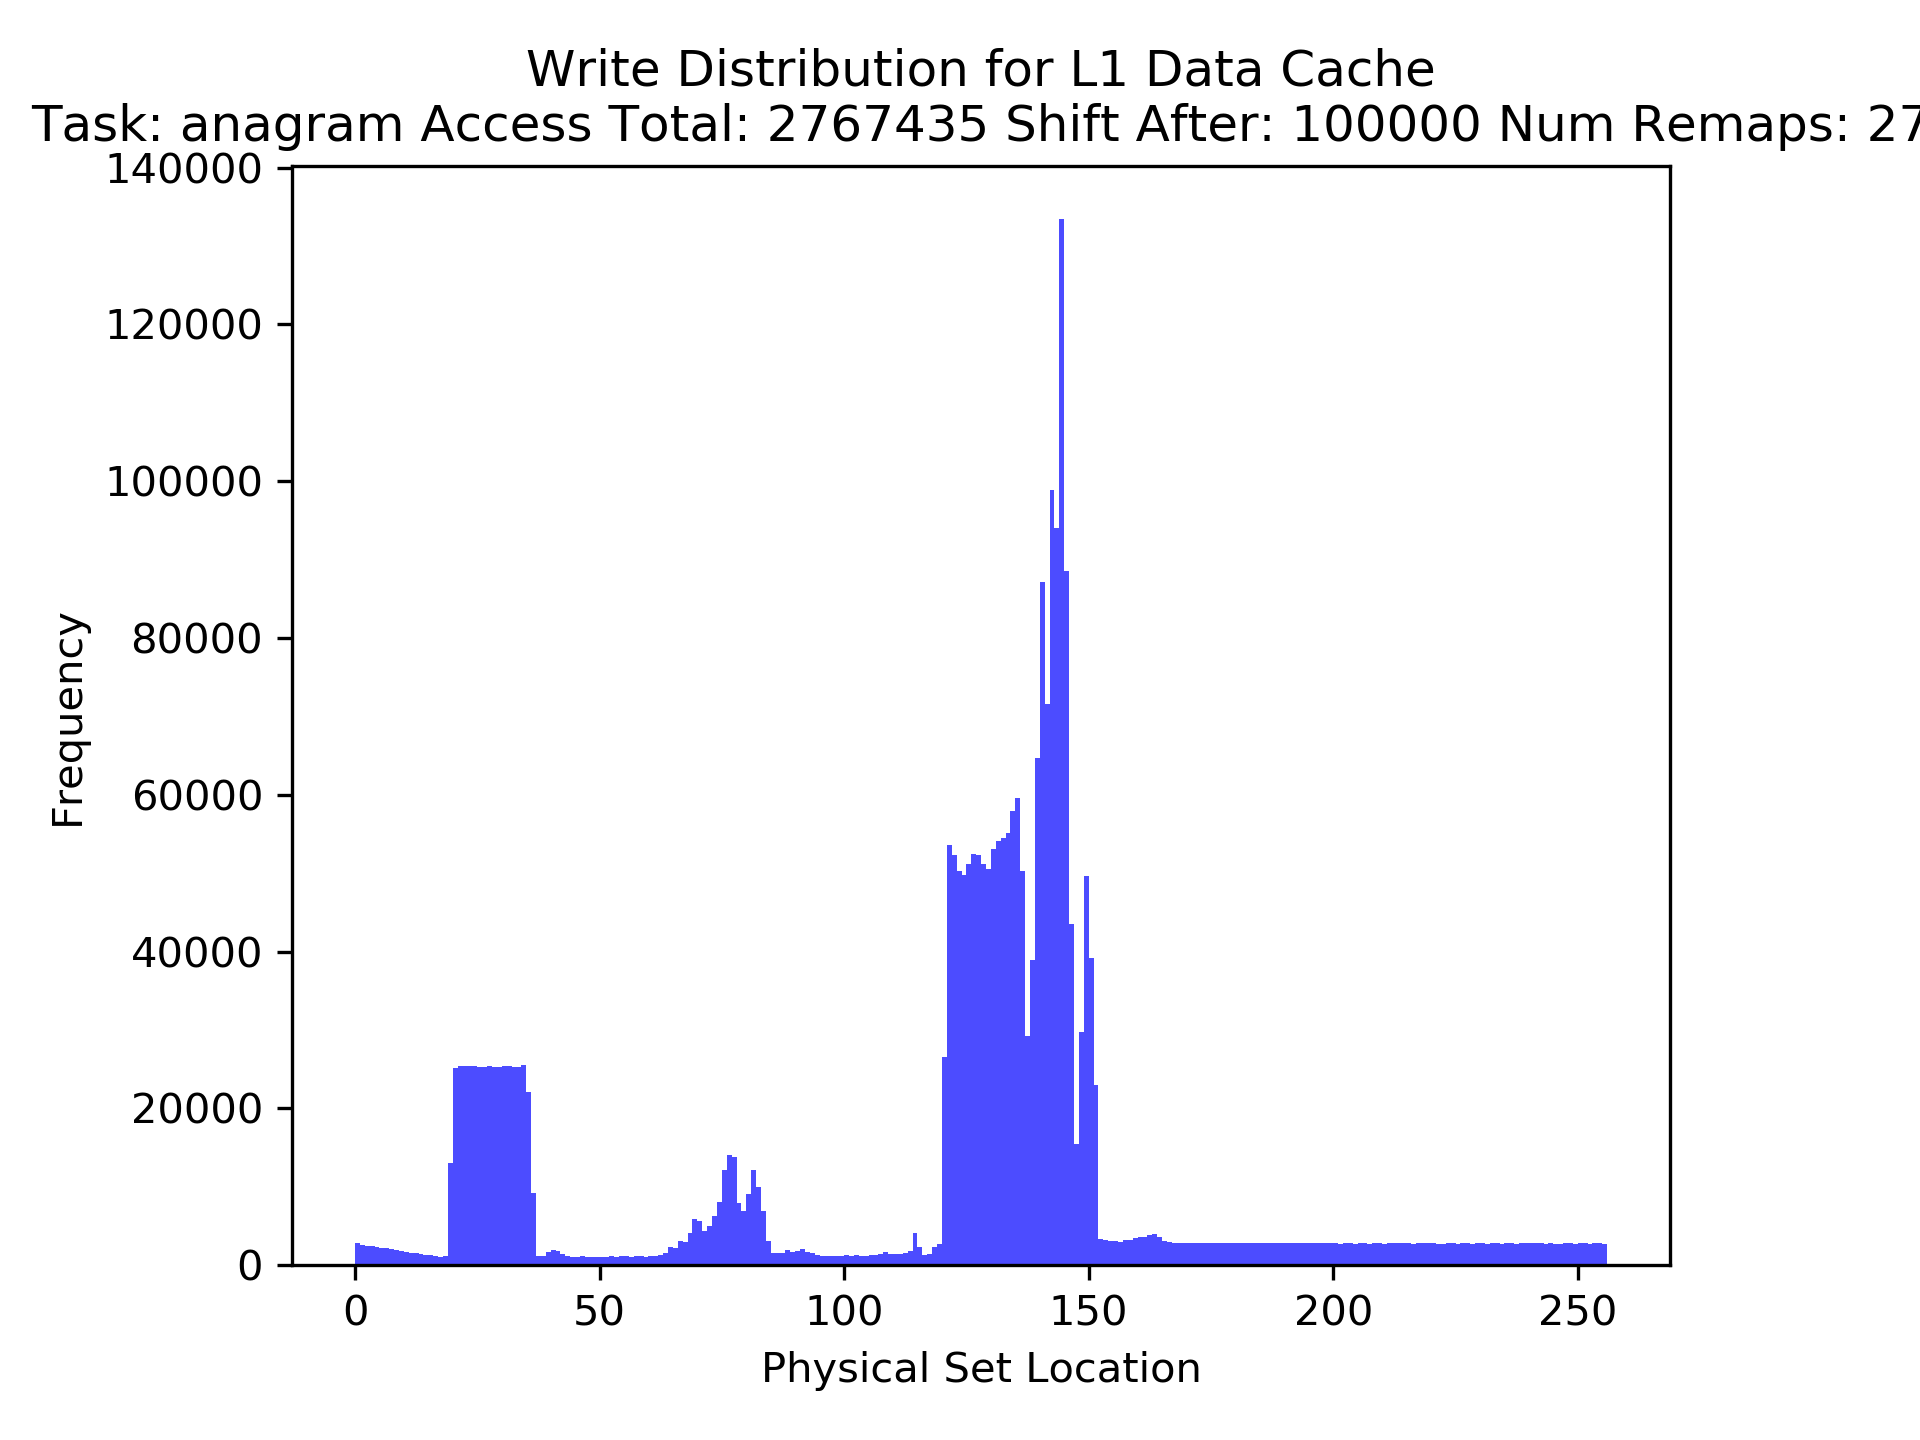 Write Distribution for L1 Data Cache
Task: anagram Access Total: 2767435 Shift After: 100000 Num Remaps: 27
140000
120000
100000
80000
60000
40000
20000
0
Frequency
0 50 100 150 200 250
Physical Set Location